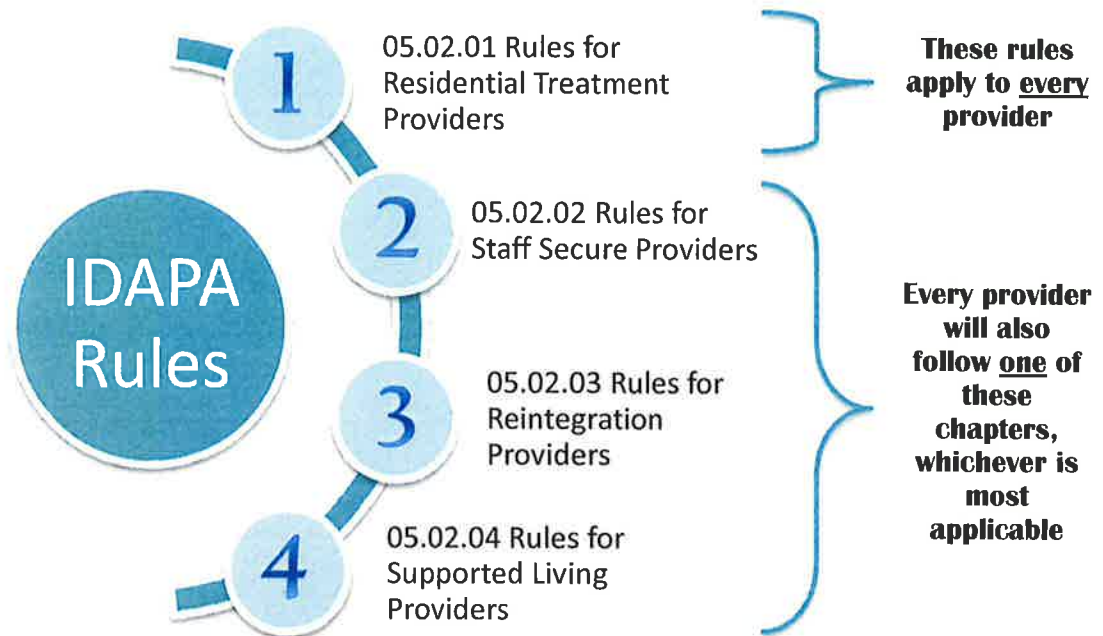 IDAPA
Rules
1
05.02.01 Rules for
Residential Treatment
Providers
2
05.02.02 Rules for
Staff Secure Providers
3
05.02.03 Rules for
Reintegration
Providers
4
05.02.04 Rules for
Supported Living
Providers
These rules
apply to every
provider
Every provider
will also
follow one of
these
chapters,
whichever is
most
applicable